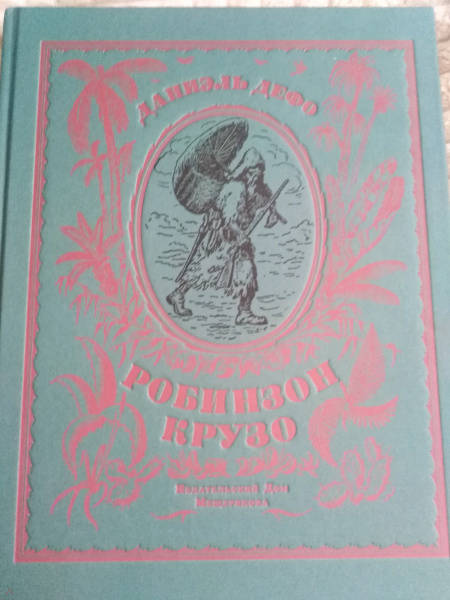 ДАНИЭЛЬ ДЕФО
РОБИНЗОН
КРУЗО
Издательский Дом
Мещерякова